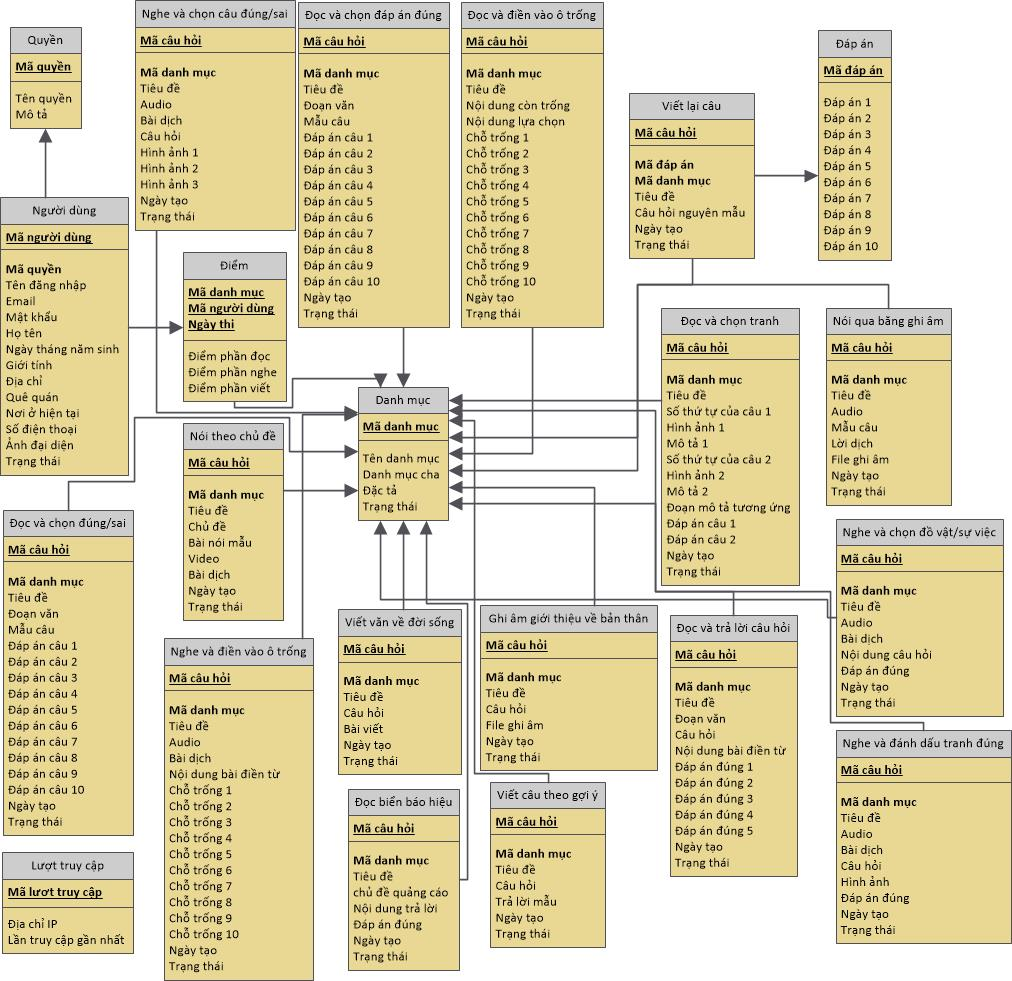 Quyền
Mã quyền
Tên quyền
Mô tả
Nghe và chọn câu đúng/sai
Mã câu hỏi
Mã danh mục
Tiêu đề
Audio
Bài dịch
Câu hỏi
Hình ảnh 1
Hình ảnh 2
Hình ảnh 3
Ngày tạo
Trạng thái
Đọc và chọn đáp án đúng
Mã câu hỏi
Mã danh mục
Tiêu đề
Đoạn văn
Mẫu câu
Đáp án câu 1
Đáp án câu 2
Đáp án câu 3
Đáp án câu 4
Đáp án câu 5
Đáp án câu 6
Đáp án câu 7
Đáp án câu 8
Đáp án câu 9
Đáp án câu 10
Ngày tạo
Trạng thái
Đọc và điền vào ô trống
Mã câu hỏi
Mã danh mục
Tiêu đề
Nội dung còn trống
Nội dung lựa chọn
Chỗ trống 1
Chỗ trống 2
Chỗ trống 3
Chỗ trống 4
Chỗ trống 5
Chỗ trống 6
Chỗ trống 7
Chỗ trống 8
Chỗ trống 9
Chỗ trống 10
Ngày tạo
Trạng thái
Viết lại câu
Mã câu hỏi
Mã đáp án
Mã danh mục
Tiêu đề
Câu hỏi nguyên mẫu
Ngày tạo
Trạng thái
Đáp án
Mã đáp án
Đáp án 1
Đáp án 2
Đáp án 3
Đáp án 4
Đáp án 5
Đáp án 6
Đáp án 7
Đáp án 8
Đáp án 9
Đáp án 10
Người dùng
Mã người dùng
Mã quyền
Tên đăng nhập
Email
Mật khẩu
Họ tên
Ngày tháng năm sinh
Giới tính
Địa chỉ
Quê quán
Nơi ở hiện tại
Số điện thoại
Ảnh đại diện
Trạng thái
Điểm
Mã danh mục
Mã người dùng
Ngày thi
Điểm phần đọc
Điểm phần nghe
Điểm phần viết
Danh mục
Mã danh mục
Tên danh mục
Danh mục cha
Đặc tả
Trạng thái
Đọc và chọn tranh
Mã câu hỏi
Mã danh mục
Tiêu đề
Số thứ tự của câu 1
Hình ảnh 1
Mô tả 1
Số thứ tự của câu 2
Hình ảnh 2
Mô tả 2
Đoạn mô tả tương ứng
Đáp án câu 1
Đáp án câu 2
Ngày tạo
Trạng thái
Nói qua băng ghi âm
Mã câu hỏi
Mã danh mục
Tiêu đề
Audio
Mẫu câu
Lời dịch
File ghi âm
Ngày tạo
Trạng thái
Nói theo chủ đề
Mã câu hỏi
Mã danh mục
Tiêu đề
Chủ đề
Bài nói mẫu
Video
Bài dịch
Ngày tạo
Trạng thái
Đọc và chọn đúng/sai
Mã câu hỏi
Mã danh mục
Tiêu đề
Đoạn văn
Mẫu câu
Đáp án câu 1
Đáp án câu 2
Đáp án câu 3
Đáp án câu 4
Đáp án câu 5
Đáp án câu 6
Đáp án câu 7
Đáp án câu 8
Đáp án câu 9
Đáp án câu 10
Ngày tạo
Trạng thái
Nghe và chọn đồ vật/sự việc
Mã câu hỏi
Mã danh mục
Tiêu đề
Audio
Bài dịch
Nội dung câu hỏi
Đáp án đúng
Ngày tạo
Trạng thái
Nghe và điền vào ô trống
Mã câu hỏi
Mã danh mục
Tiêu đề
Audio
Bài dịch
Nội dung bài điền từ
Chỗ trống 1
Chỗ trống 2
Chỗ trống 3
Chỗ trống 4
Chỗ trống 5
Chỗ trống 6
Chỗ trống 7
Chỗ trống 8
Chỗ trống 9
Chỗ trống 10
Ngày tạo
Trạng thái
Viết văn về đời sống
Mã câu hỏi
Mã danh mục
Tiêu đề
Câu hỏi
Bài viết
Ngày tạo
Trạng thái
Ghi âm giới thiệu về bản thân
Mã câu hỏi
Mã danh mục
Tiêu đề
Câu hỏi
File ghi âm
Ngày tạo
Trạng thái
Đọc và trả lời câu hỏi
Mã câu hỏi
Mã danh mục
Tiêu đề
Đoạn văn
Câu hỏi
Nội dung bài điền từ
Đáp án đúng 1
Đáp án đúng 2
Đáp án đúng 3
Đáp án đúng 4
Đáp án đúng 5
Ngày tạo
Trạng thái
Nghe và đánh dấu tranh đúng
Mã câu hỏi
Mã danh mục
Tiêu đề
Audio
Bài dịch
Câu hỏi
Hình ảnh
Đáp án đúng
Ngày tạo
Trạng thái
Đọc biển báo hiệu
Mã câu hỏi
Mã danh mục
Tiêu đề
chủ đề quảng cáo
Nội dung trả lời
Đáp án đúng
Ngày tạo
Trạng thái
Viết câu theo gợi ý
Mã câu hỏi
Mã danh mục
Tiêu đề
Câu hỏi
Trả lời mẫu
Ngày tạo
Trạng thái
Lượt truy cập
Mã lươt truy cập
Địa chỉ IP
Lần truy cập gần nhất